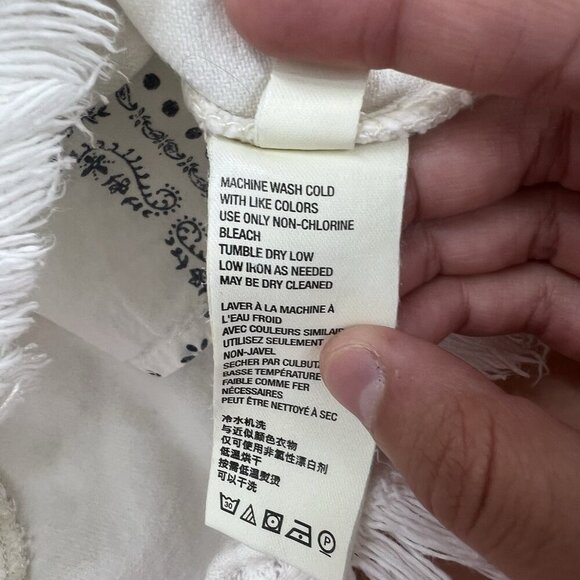 MACHINE WASH COLD
WITH LIKE COLORS
USE ONLY NON-CHLORINE
BLEACH
TUMBLE DRY LOW
LOW IRON AS NEEDED
MAY BE DRY CLEANED
LAVER À LA MACHINE À
L'EAU FROID
AVEC COULEURS
UTILISEZ SEULEMENT
NON-JAVEL
SECHER PAR
BASSE TEMPÉRATURE
FAIBLE COMME FER
NÉCESSAIRES
PEUT ÊTRE NETTOYÉ À SEC
冷水机洗
与近似颜色衣物
仅可使用非氯性漂白剂
低温烘干
按需低温熨烫
可以干洗
30 P